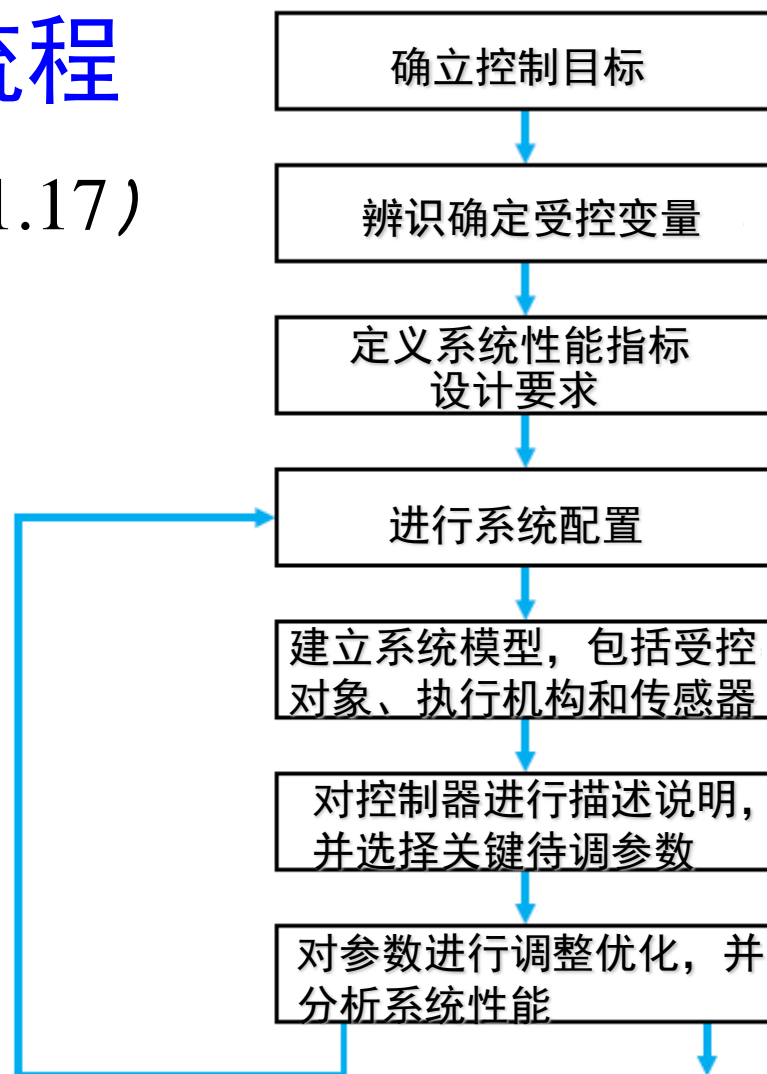 流程
1.17）
确立控制目标
辨识确定受控变量
定义系统性能指标
设计要求
进行系统配置
建立系统模型，包括受控
对象、执行机构和传感器
对控制器进行描述说明，
并选择关键待调参数
对参数进行调整优化，并
分析系统性能